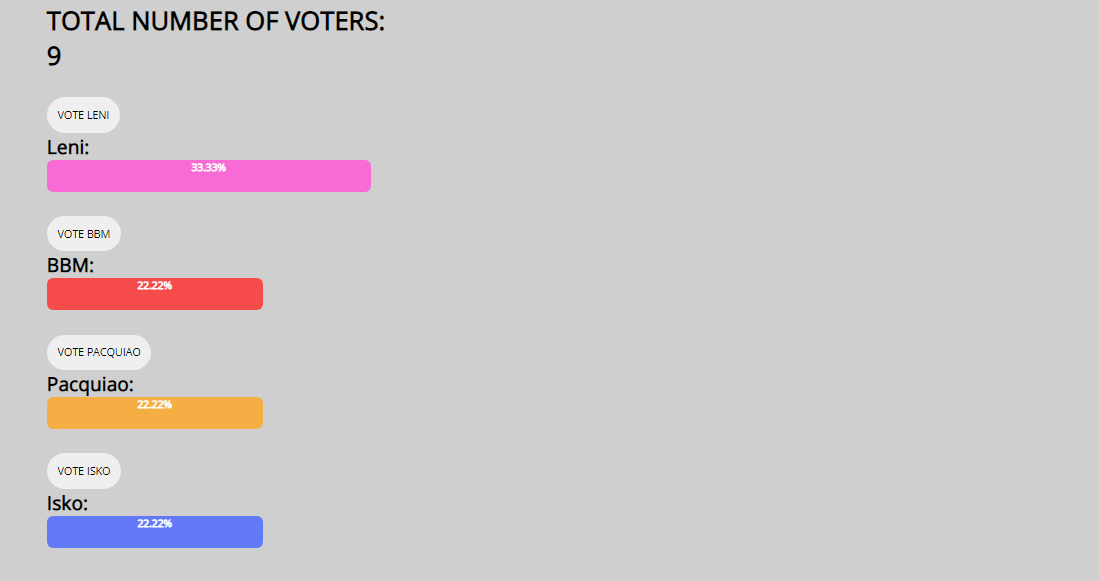 TOTAL NUMBER OF VOTERS:
9
VOTE LENI
Leni:
33.33%
VOTE BBM
BBM:
22.22%
VOTE PACQUIAO
Pacquiao:
22.22%
VOTE ISKO
Isko:
22.22%